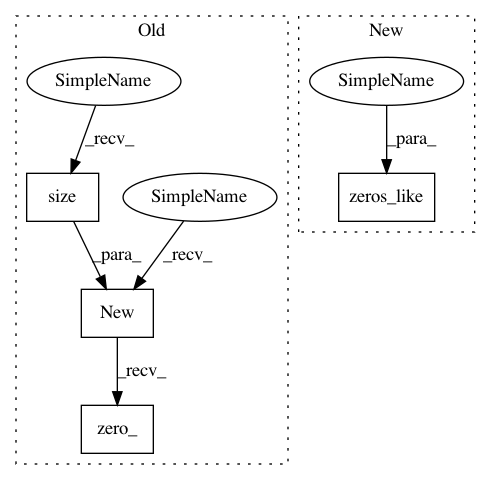 Old
New
SimpleName
SimpleName
_recv_
_para_
size
SimpleName
zeros_like
_para_
_recv_
New
_recv_
zero_